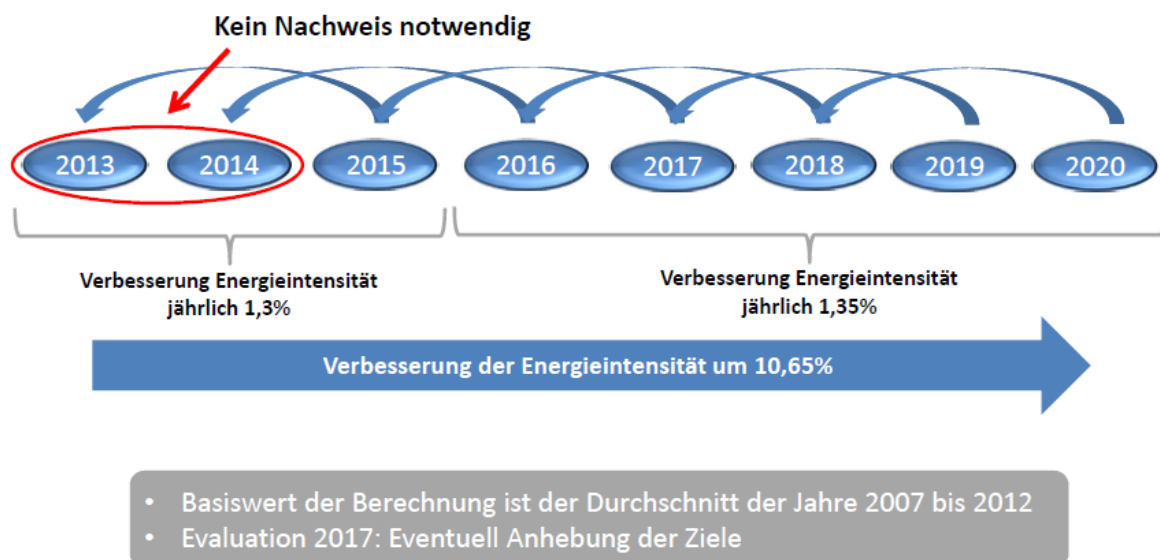 Kein Nachweis notwendig
2013 2014 2015 2016 2017 2018 2019 2020
Verbesserung Energieintensität
jährlich 1,3%
Verbesserung Energieintensität
jährlich 1,35%
Verbesserung der Energieintensität um 10,65%
• Basiswert der Berechnung ist der Durchschnitt der Jahre 2007 bis 2012
• Evaluation 2017: Eventuell Anhebung der Ziele